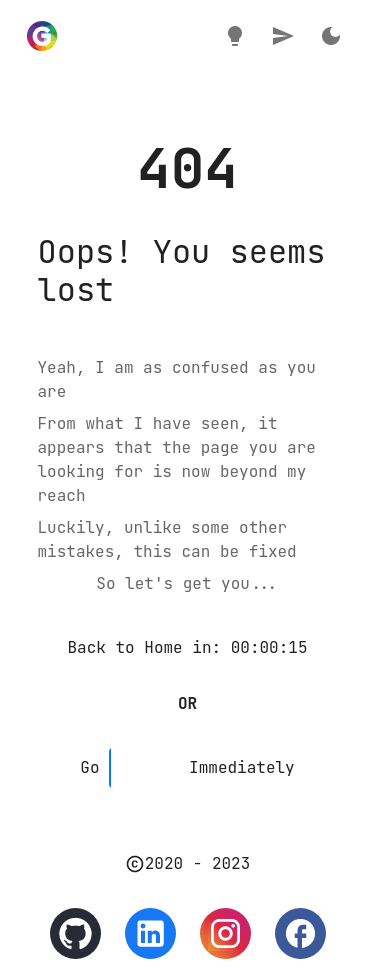 404
Oops! You seems
lost
Yeah, I am as confused as you
are
From what I have seen, it
appears that the page you are
looking for is now beyond my
reach
Luckily, unlike some other
mistakes, this can be fixed
So let's get you...
Back to Home in: 00:00:15
OR
Go Immediately
©2020 - 2023